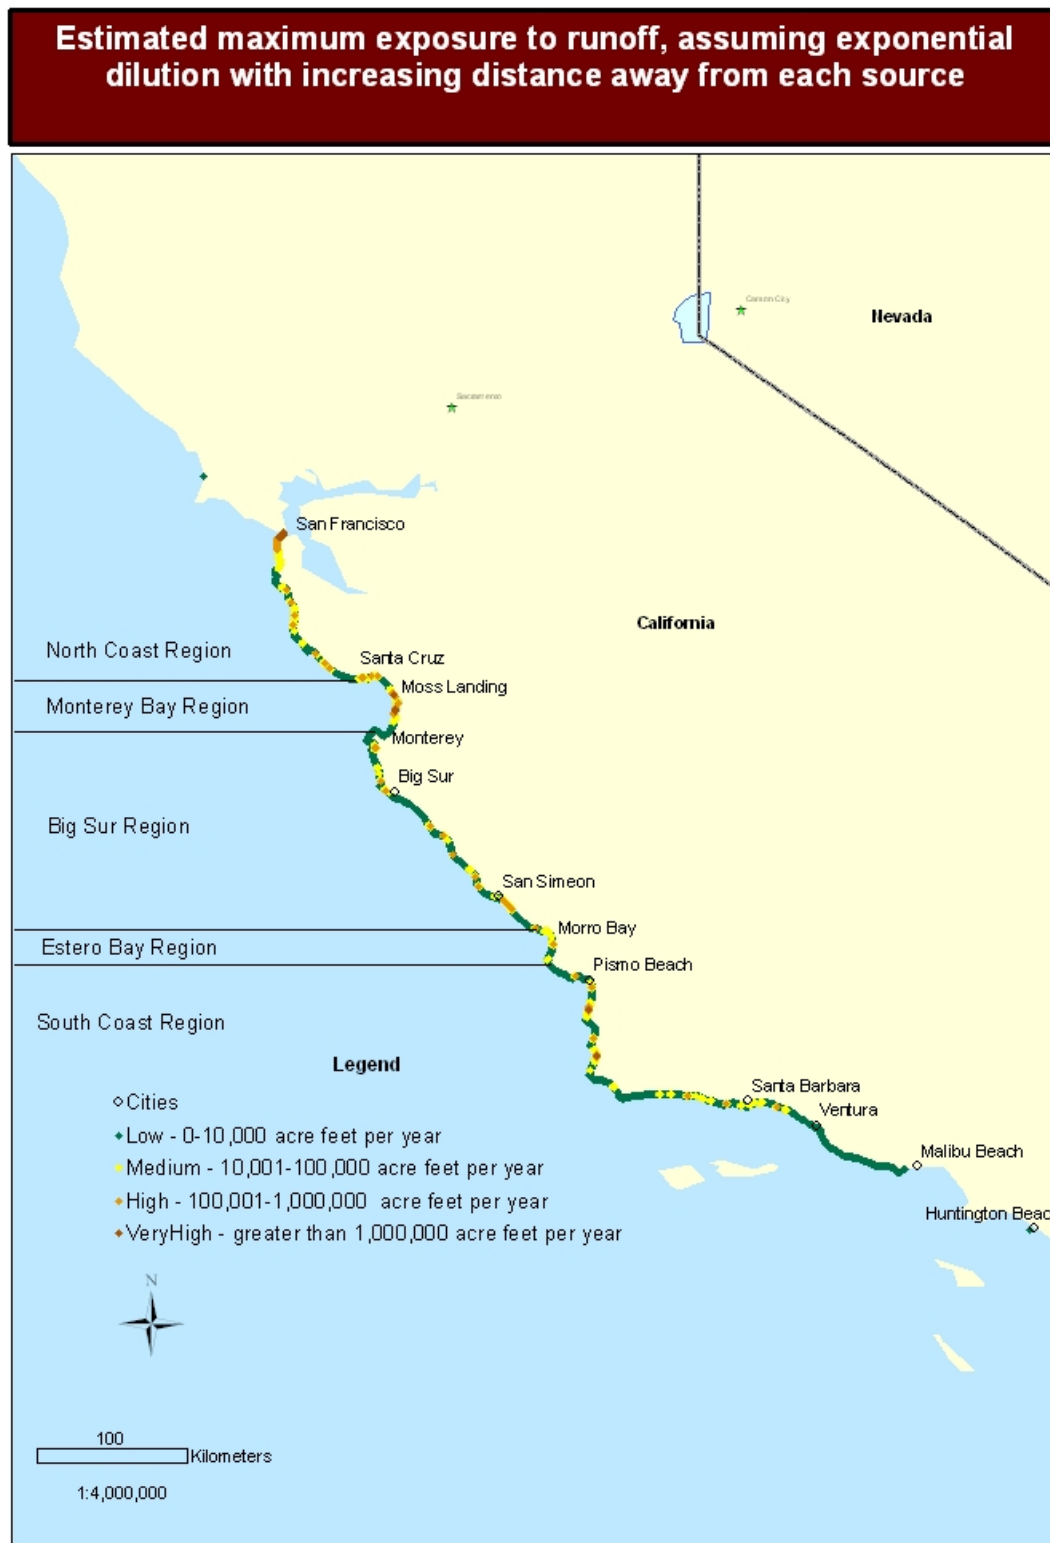 Estimated maximum exposure to runoff, assuming exponential
dilution with increasing distance away from each source
Carson City
Nevada
Sacramento
San Francisco
California
North Coast Region
Santa Cruz
Moss Landing
Monterey Bay Region
Monterey
Big Sur
Big Sur Region
San Simeon
Morro Bay
Estero Bay Region
Pismo Beach
South Coast Region
Legend
Santa Barbara
Cities
Ventura
Low - 0-10,000 acre feet per year
Malibu Beach
Medium - 10,001-100,000 acre feet per year
High - 100,001-1,000,000 acre feet per year
Huntington Beac
VeryHigh - greater than 1,000,000 acre feet per year
N
100
Kilometers
1:4,000,000